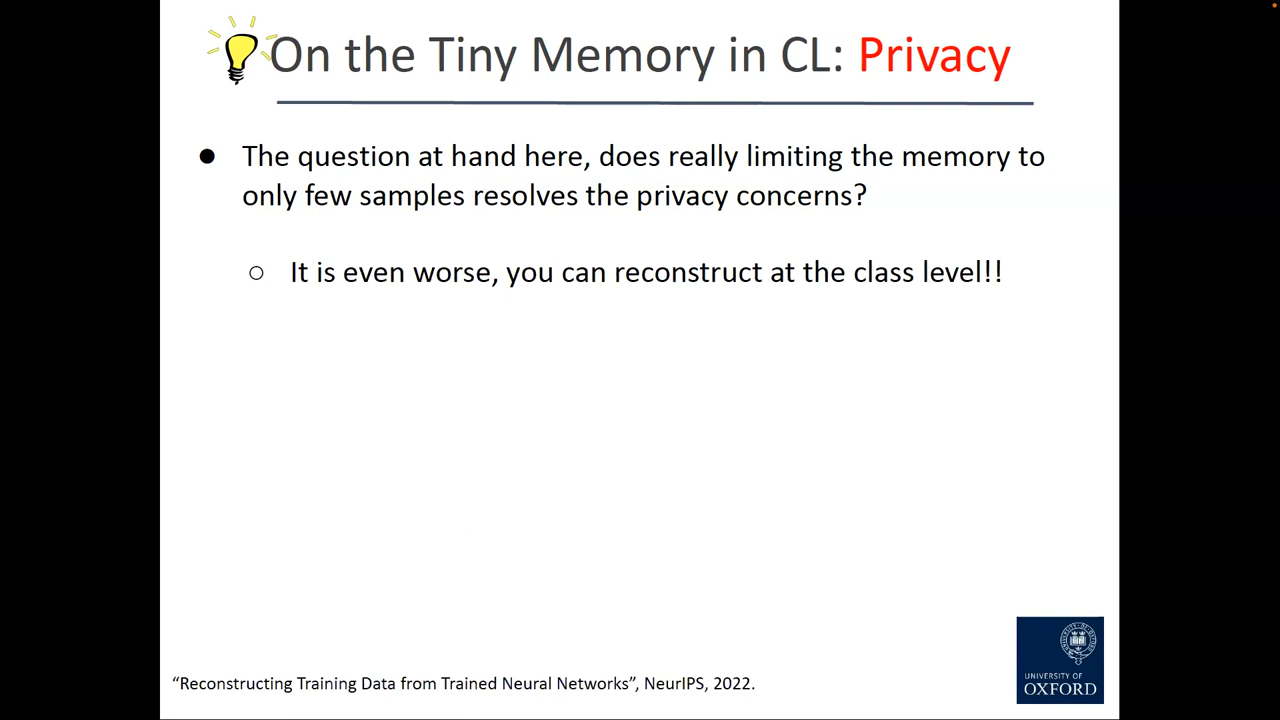 On the Tiny Memory in CL: Privacy
● The question at hand here, does really limiting the memory to
only few samples resolves the privacy concerns?
○ It is even worse, you can reconstruct at the class level!!
“Reconstructing Training Data from Trained Neural Networks”, NeurIPS, 2022.
UNIVERSITY OF
OXFORD